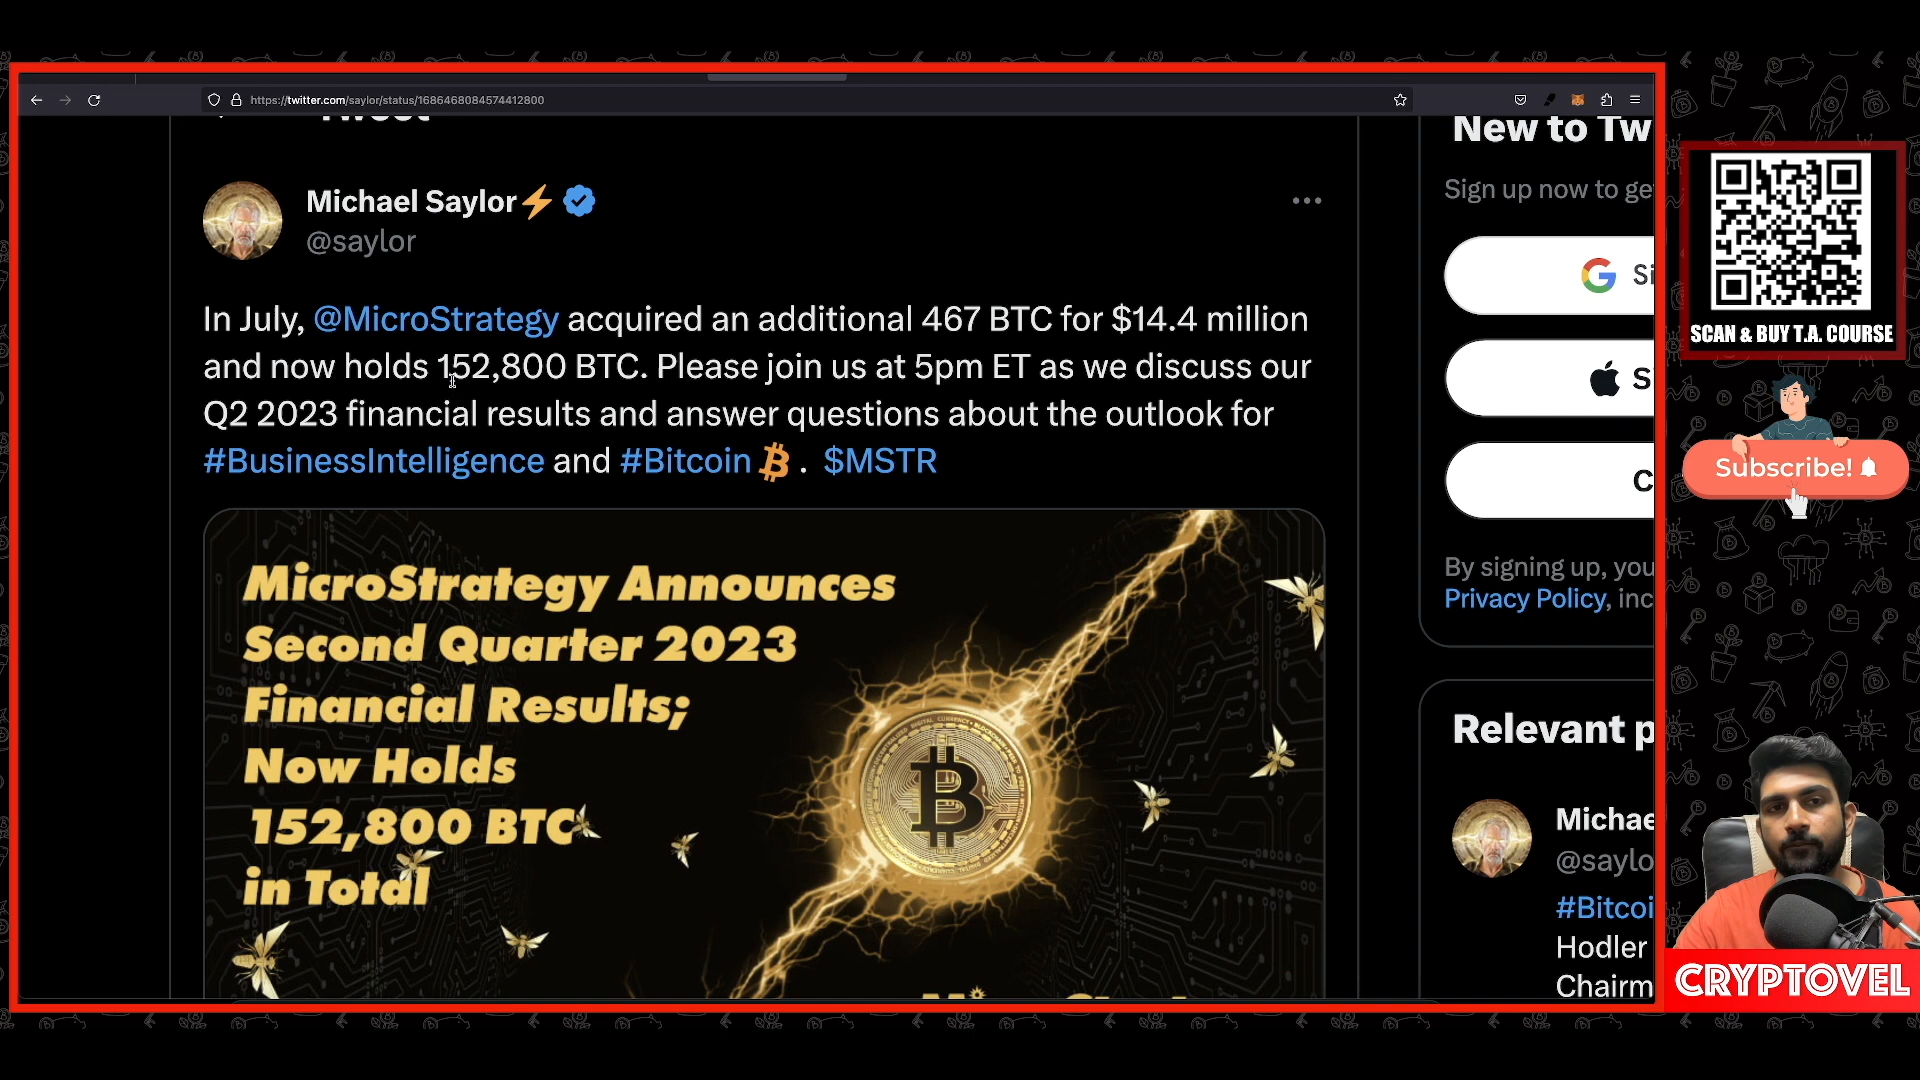 https://twitter.com/saylor/status/1686468084574412800
Tweet
Michael Saylor⚡
@saylor
In July, @MicroStrategy acquired an additional 467 BTC for $14.4 million
and now holds 152,800 BTC. Please join us at 5pm ET as we discuss our
Q2 2023 financial results and answer questions about the outlook for
#BusinessIntelligence and #Bitcoin ₿. $MSTR
MicroStrategy Announces
Second Quarter 2023
Financial Results;
Now Holds
152,800 BTC
in Total
New to Tw
Sign up now to ge
Si
S
C
By signing up, you
Privacy Policy, inc
Relevant p
Michae
@saylo
#Bitcoi
Hodler
Chairm
SCAN & BUY T.A. COURSE
Subscribe!
CRYPTOVEL